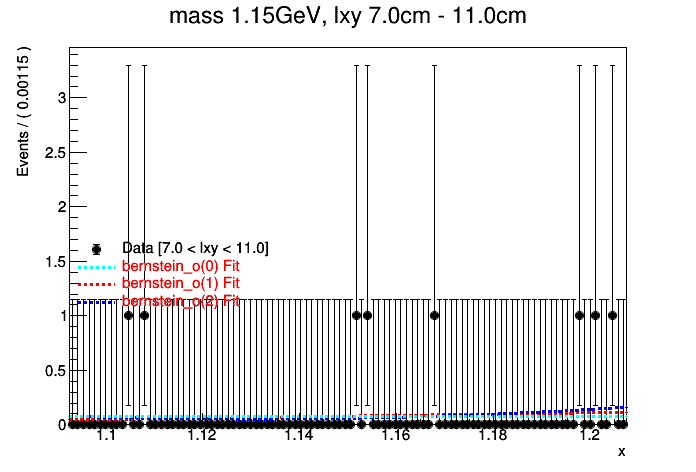 mass 1.15GeV, lxy 7.0cm - 11.0cm
Events / ( 0.00115 )
3
2.5
2
1.5
1
0.5
0
Data [7.0 < lxy < 11.0]
bernstein_o(0) Fit
bernstein_o(1) Fit
bernstein_o(2) Fit
1.1 1.12 1.14 1.16 1.18 1.2
x